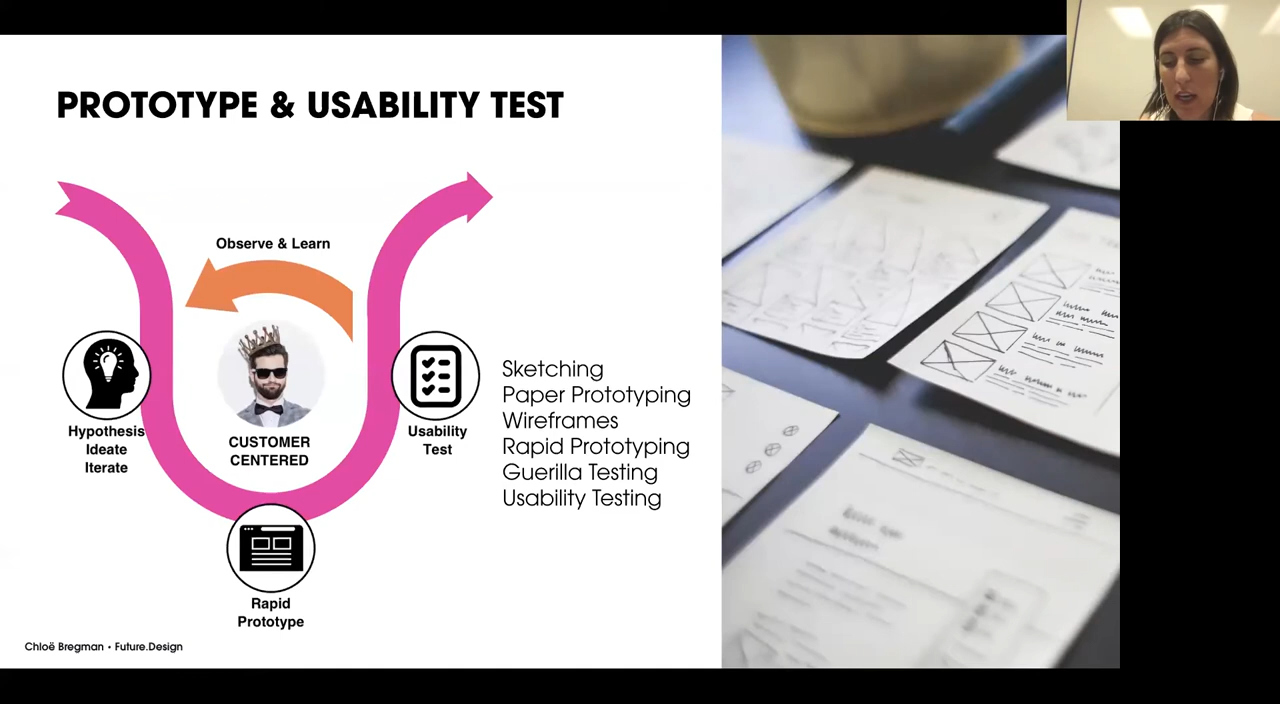 PROTOTYPE & USABILITY TEST
Observe & Learn
Hypothesis
Ideate
Iterate
CUSTOMER
CENTERED
Usability
Test
Rapid
Prototype
Sketching
Paper Prototyping
Wireframes
Rapid Prototyping
Guerilla Testing
Usability Testing
Chloë Bregman • Future.Design